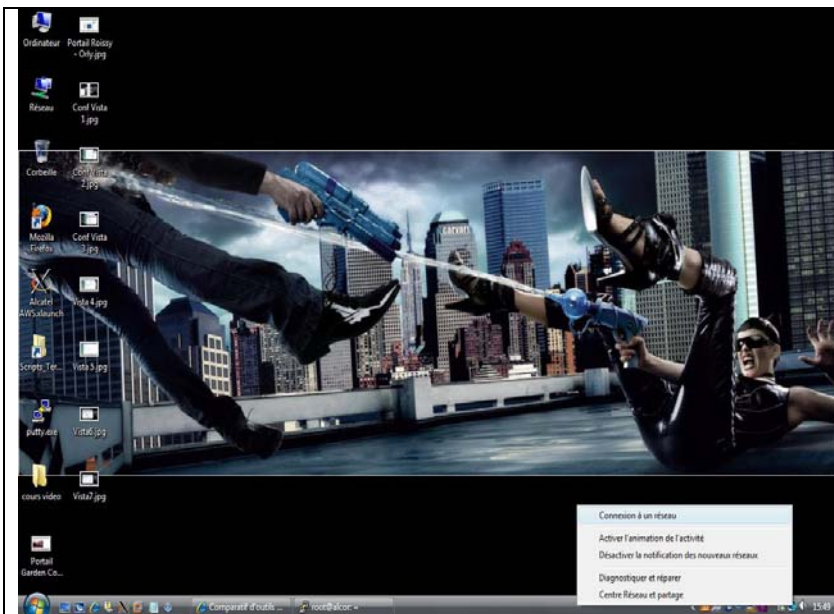 Ordinateur
Portail Roissy
- Orly.jpg
Réseau
Conf Vista
1.jpg
Corbeille
Conf Vista
2.jpg
Mozilla
Firefox
Conf Vista
3.jpg
Alcatel
AWSxlaunch
Vista 4.jpg
Scripts_Ter...
Vista 5.jpg
putty.exe
Vista6.jpg
cours video
Vista7.jpg
Portail
Garden Co...
Connexion à un réseau
Activer l'animation de l'activité
Désactiver la notification des nouveaux réseaux
Diagnostiquer et réparer
Centre Réseau et partage
Comparatif d'outils ...
root@alcor: ~
15:49